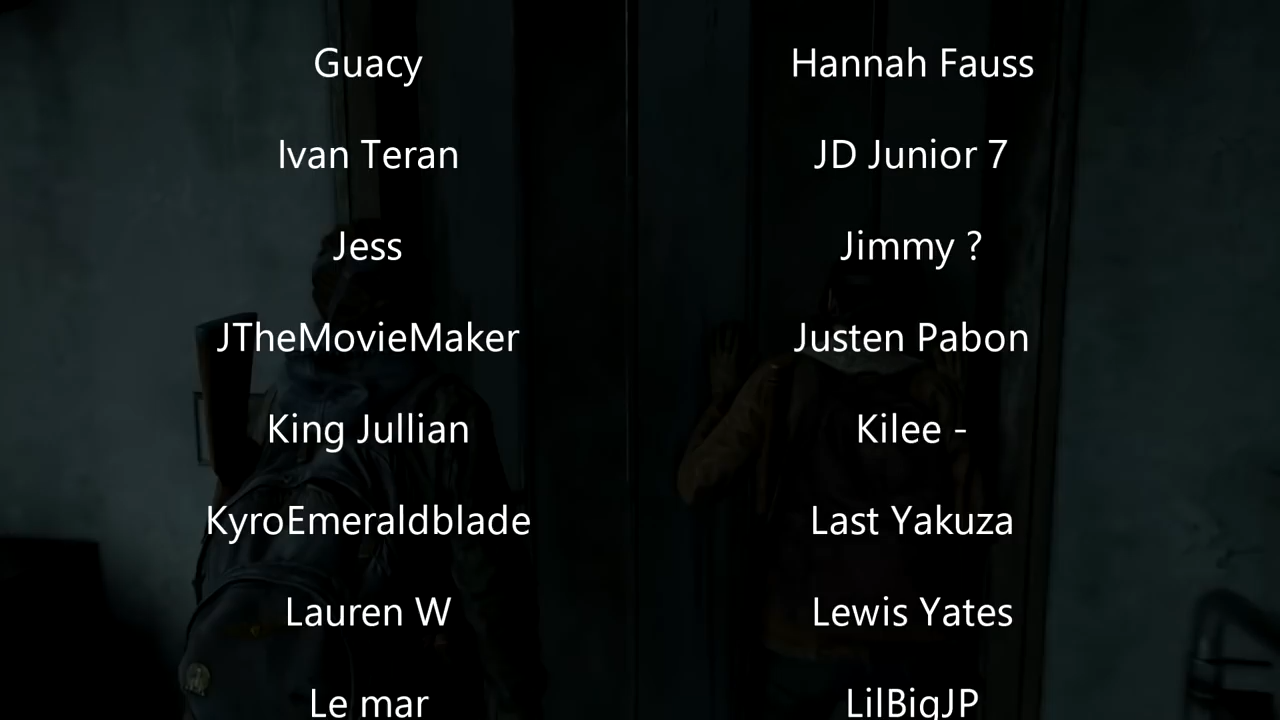 Guacy Hannah Fauss
Ivan Teran JD Junior 7
Jess Jimmy ?
JTheMovieMaker Justen Pabon
King Jullian Kilee -
KyroEmeraldblade Last Yakuza
Lauren W Lewis Yates
Le mar LilBigJP